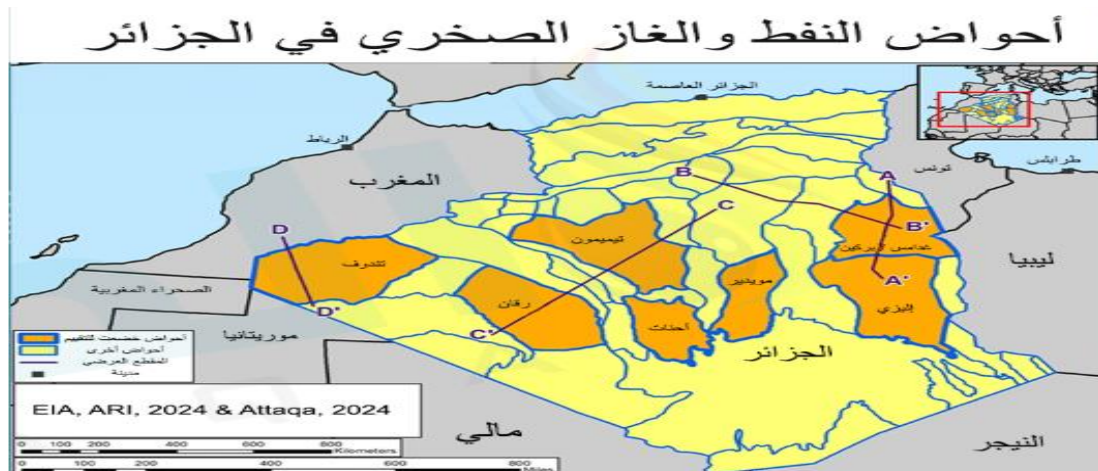 أحواض النفط والغاز الصخري في الجزائر
الجزائر العاصمة
الرباط
تونس
طرابلس
المغرب
A
B
C
B'
D
تيميمون
غدامس / بركين
ليبيا
تندوف
A'
الصحراء المغربية
مويدير
إليزي
رقان
أحنات
D'
C'
موريتانيا
الجزائر
أحواض خضعت للتقييم
أحواض أخرى
المقطع العرضي
مدينة
EIA, ARI, 2024 & Attaqa, 2024
مالي
النيجر
0 100 200 400 600 800
Kilometers
0 100 200 400 600 800
Miles